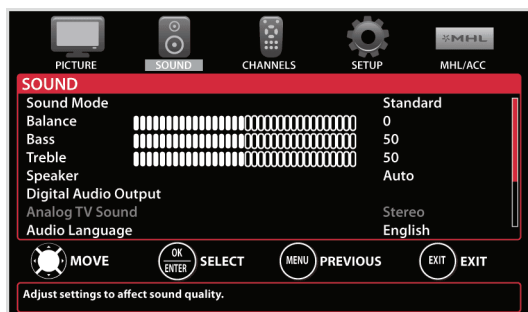 MHL
PICTURE SOUND CHANNELS SETUP MHL/ACC
SOUND
Sound Mode Standard
Balance 0
Bass 50
Treble 50
Speaker Auto
Digital Audio Output
Analog TV Sound Stereo
Audio Language English
MOVE OK ENTER SELECT MENU PREVIOUS EXIT EXIT
Adjust settings to affect sound quality.